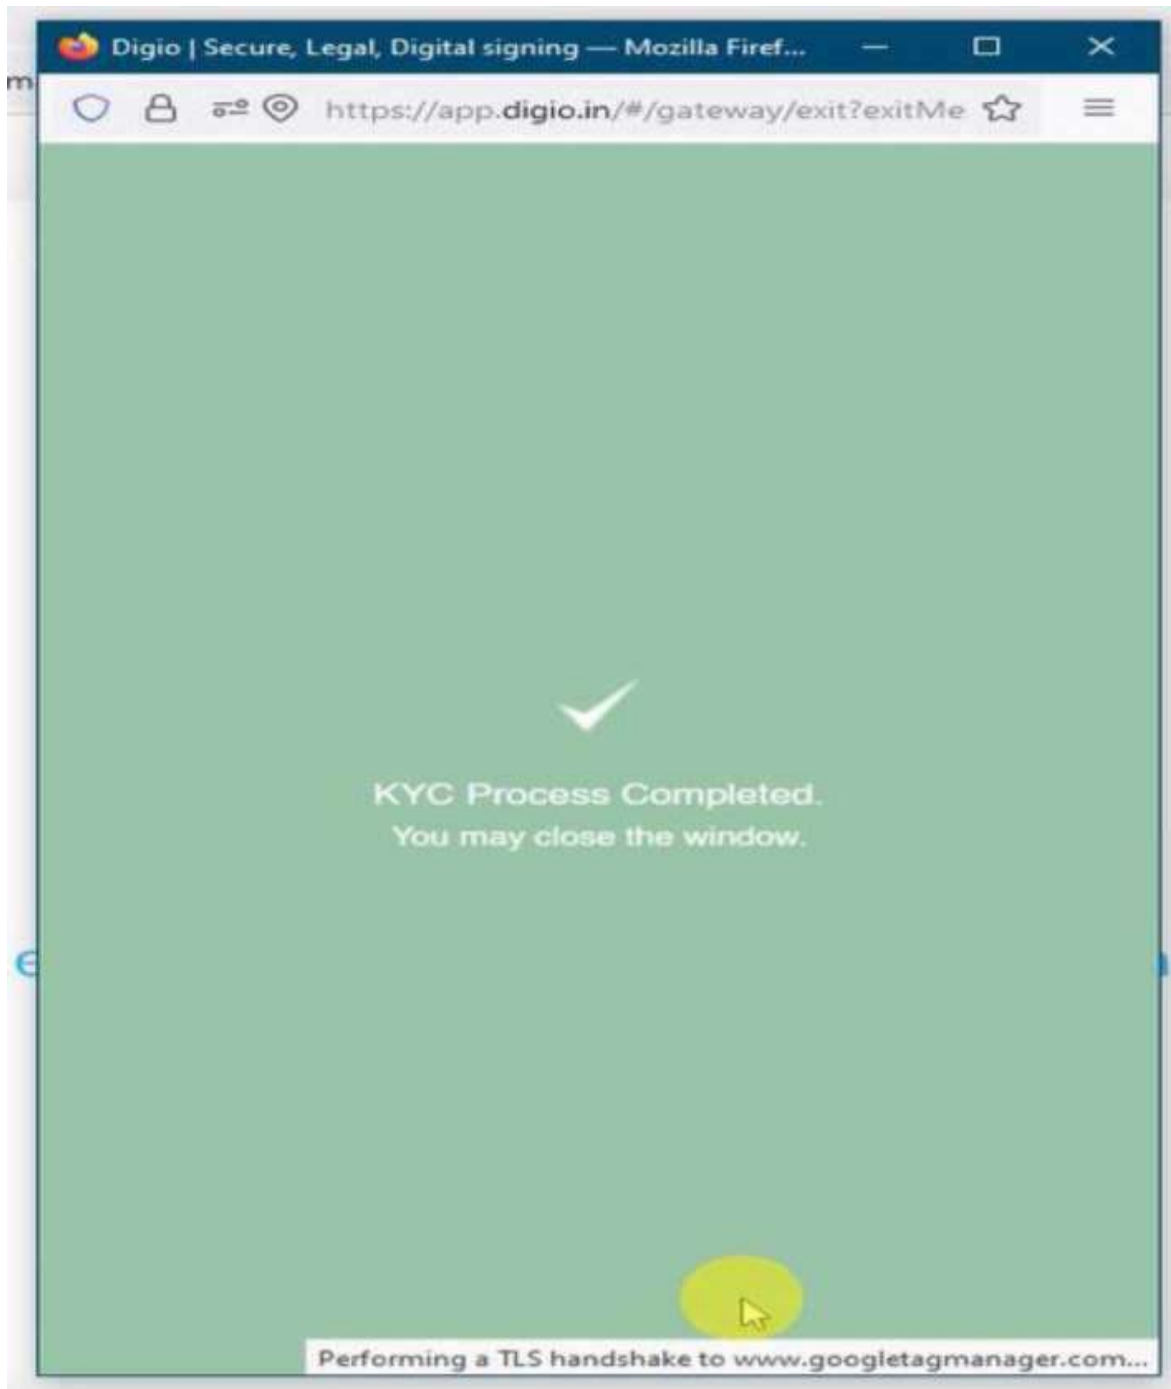 Digio | Secure, Legal, Digital signing — Mozilla Firef...
m
https://app.digio.in/#/gateway/exit?exitMe
KYC Process Completed.
You may close the window.
e
Performing a TLS handshake to www.googletagmanager.com...